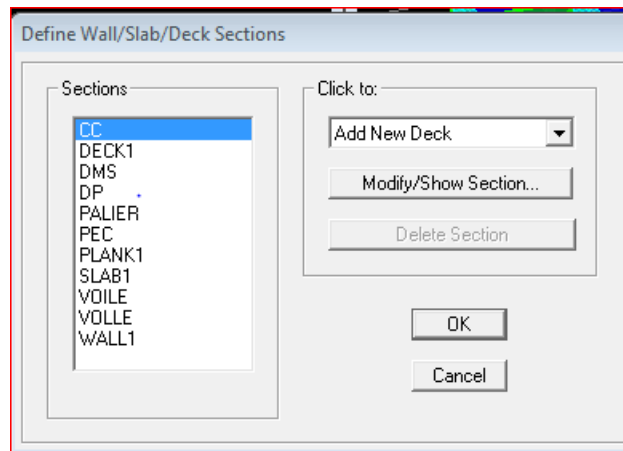 Define Wall/Slab/Deck Sections
Sections
CC
DECK1
DMS
DP
PALIER
PEC
PLANK1
SLAB1
VOILE
VOLLE
WALL1
Click to:
Add New Deck
Modify/Show Section...
Delete Section
OK
Cancel